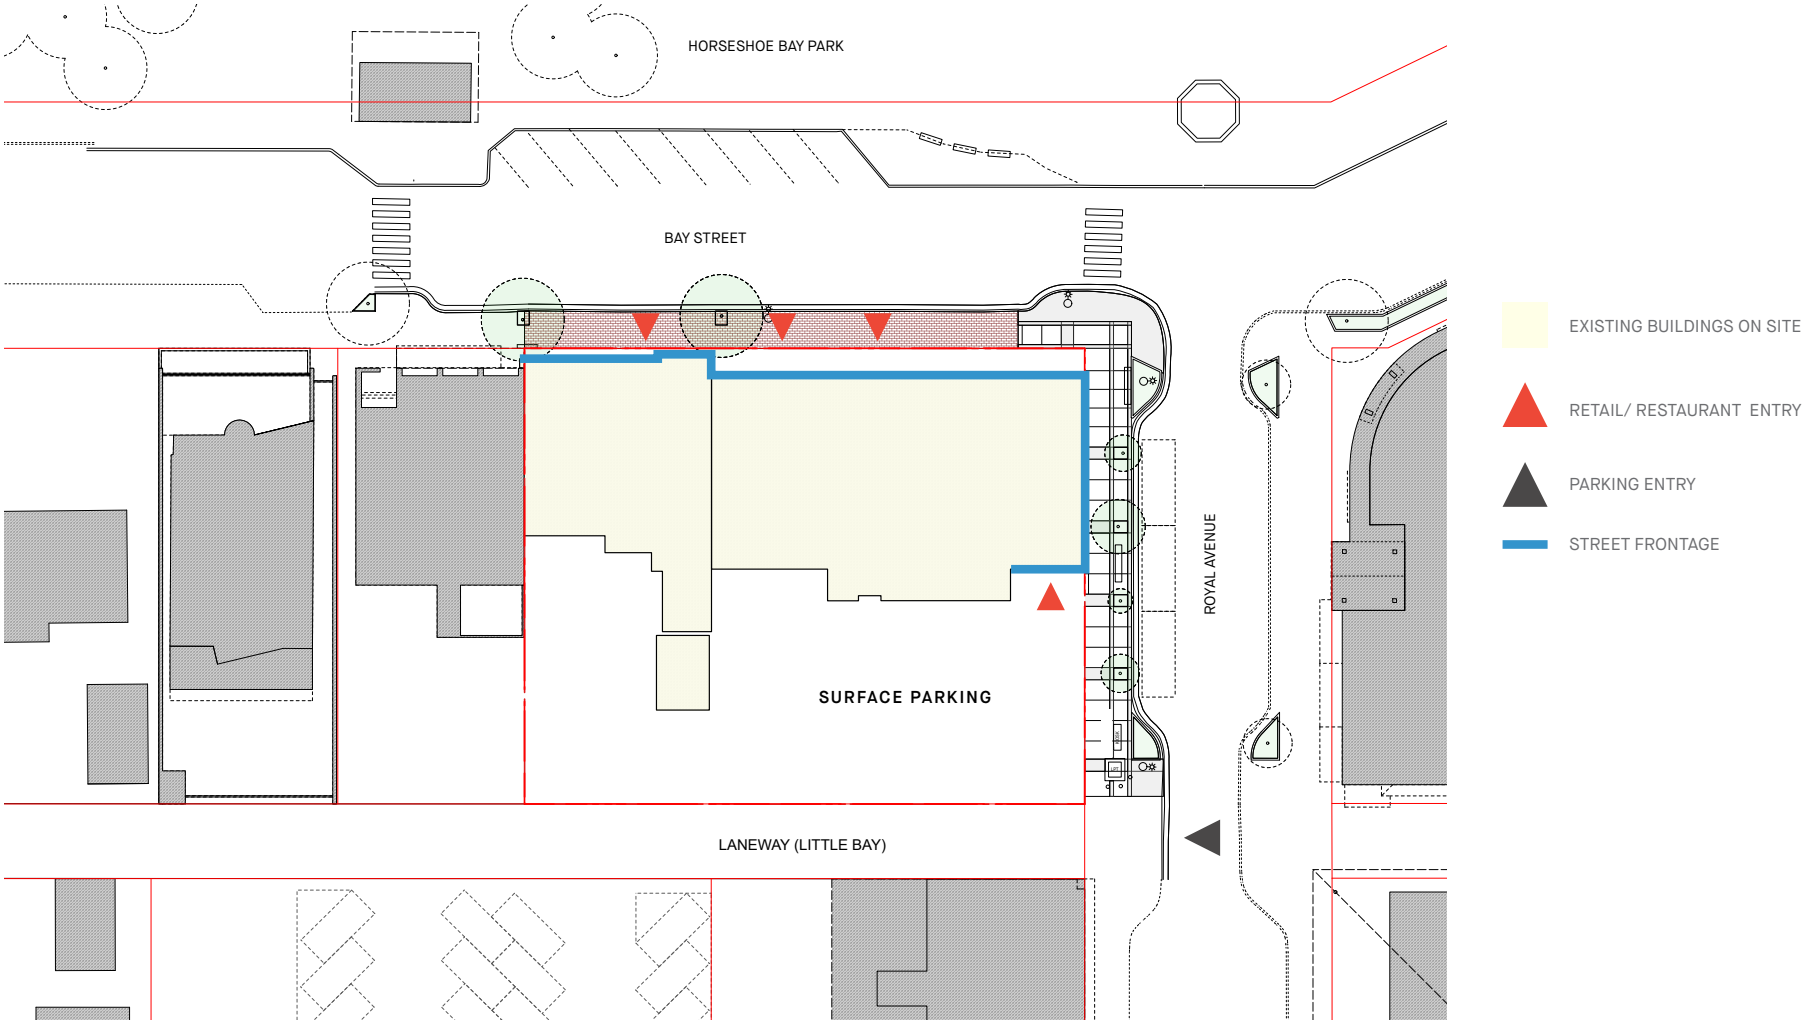 HORSESHOE BAY PARK
BAY STREET
EXISTING BUILDINGS ON SITE
RETAIL/ RESTAURANT ENTRY
PARKING ENTRY
STREET FRONTAGE
ROYAL AVENUE
SURFACE PARKING
LANEWAY (LITTLE BAY)